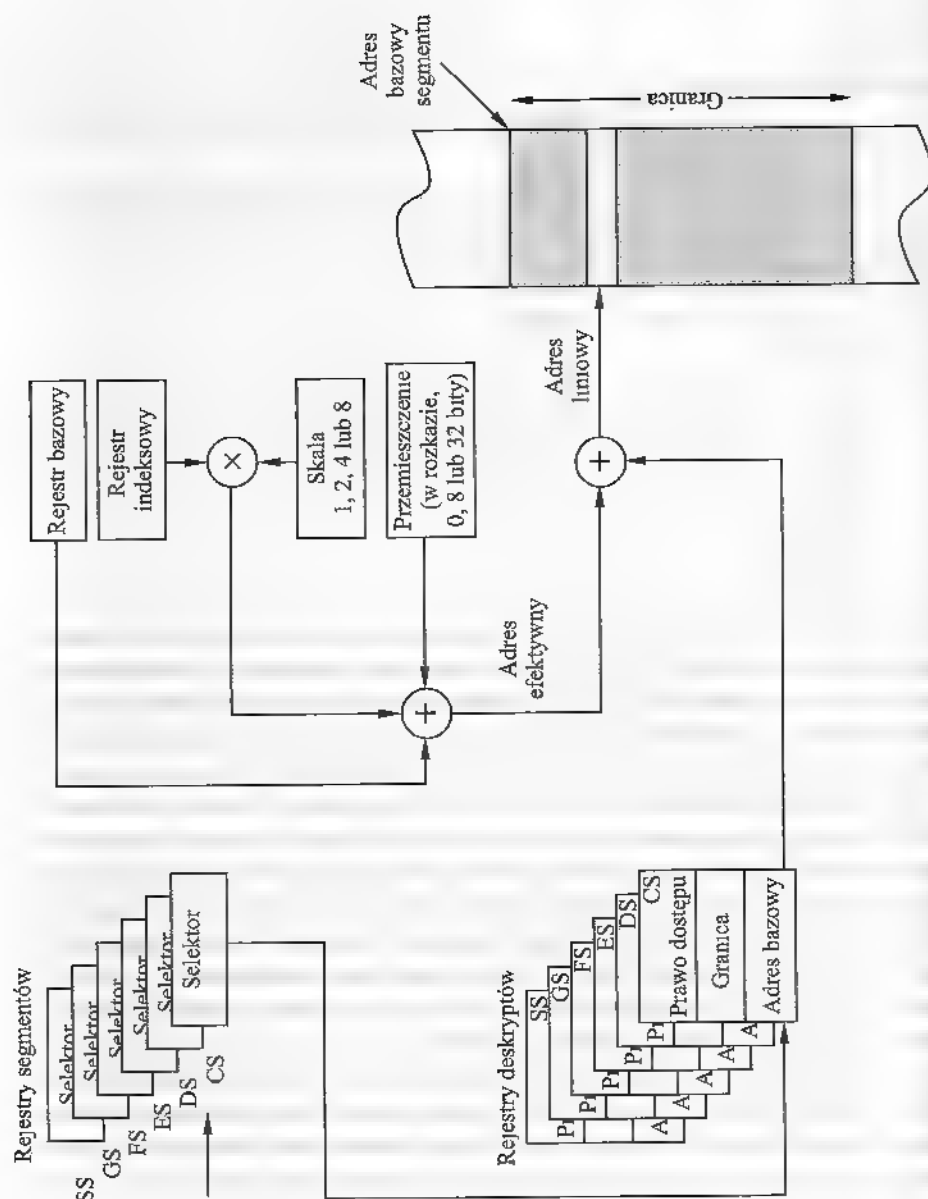 Rejestry segmentów
Selektor
Selektor
Selektor
Selektor
Selektor
Selektor
SS
GS
FS
ES
DS
CS
Rejestr bazowy
Rejestr
indeksowy
×
Skala
1, 2, 4 lub 8
Przemieszczenie
(w rozkazie,
0, 8 lub 32 bity)
+
Adres
efektywny
+
Adres
liniowy
Adres
bazowy
segmentu
Granica
Rejestry deskryptów
SS
GS
FS
ES
DS
CS
Prawo dostępu
Granica
Adres bazowy
A
A
A
A
A